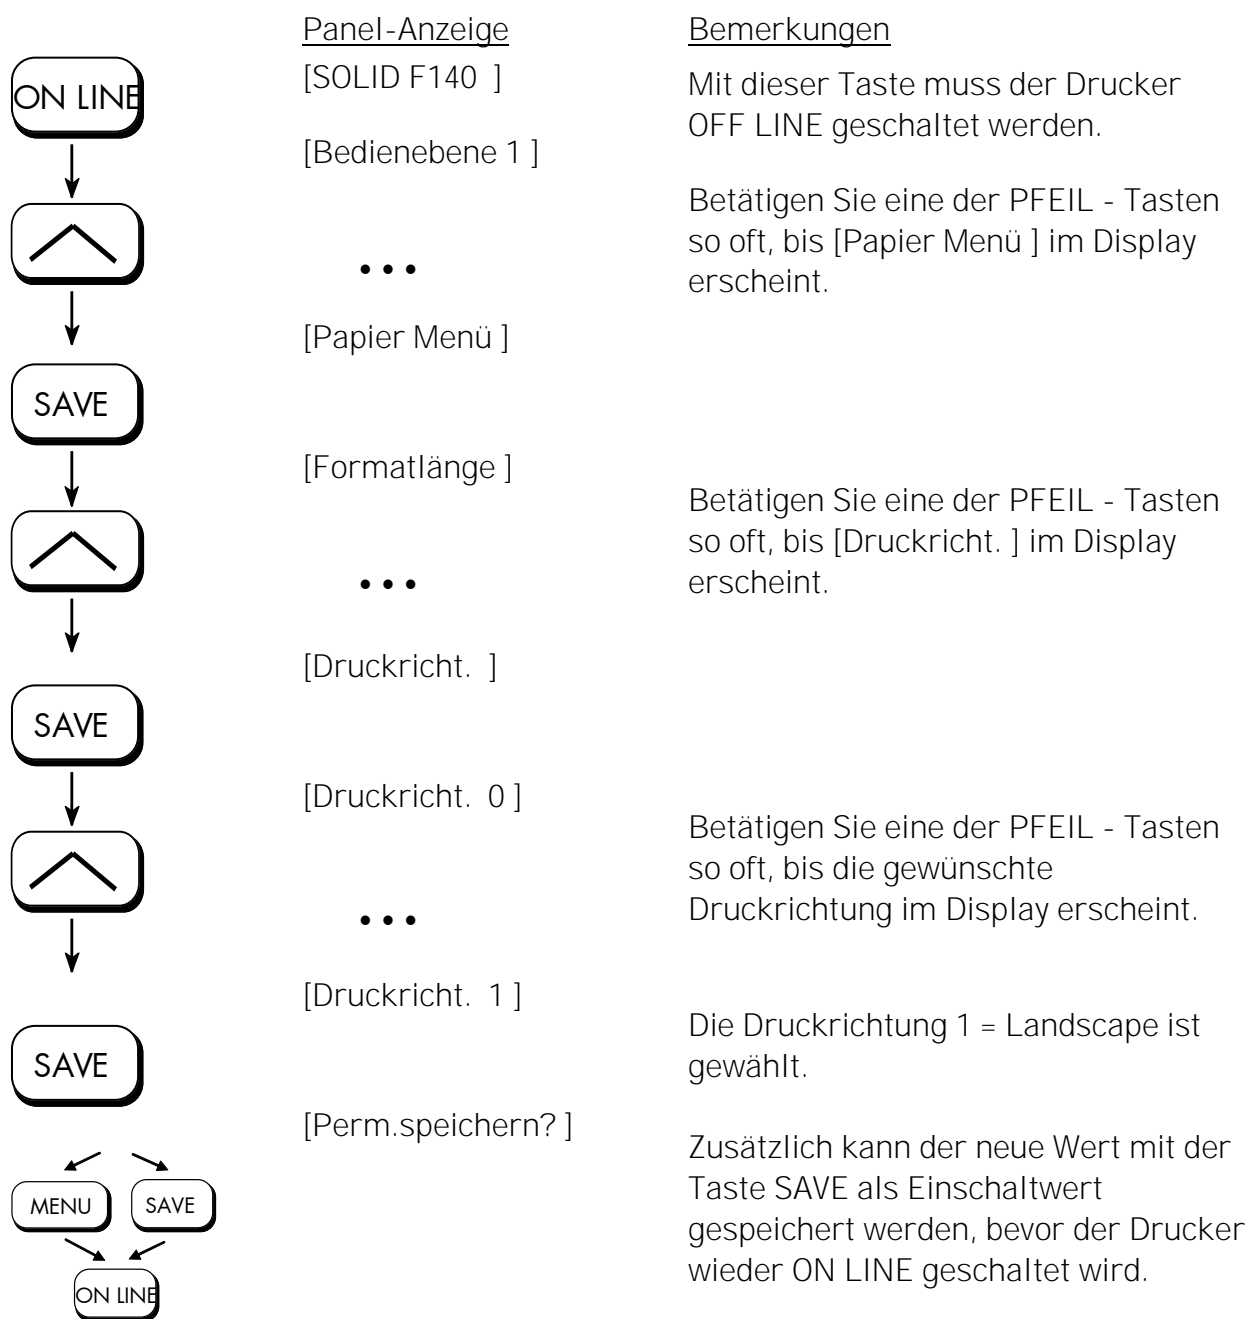 Panel-Anzeige
Bemerkungen
ON LINE
[SOLID F140 ]
Mit dieser Taste muss der Drucker
OFF LINE geschaltet werden.
[Bedienebene 1 ]
Betätigen Sie eine der PFEIL - Tasten
so oft, bis [Papier Menü ] im Display
erscheint.
...
[Papier Menü ]
SAVE
[Formatlänge ]
Betätigen Sie eine der PFEIL - Tasten
so oft, bis [Druckricht. ] im Display
erscheint.
...
[Druckricht. ]
SAVE
[Druckricht. 0 ]
Betätigen Sie eine der PFEIL - Tasten
so oft, bis die gewünschte
Druckrichtung im Display erscheint.
...
[Druckricht. 1 ]
Die Druckrichtung 1 = Landscape ist
gewählt.
SAVE
[Perm.speichern? ]
Zusätzlich kann der neue Wert mit der
Taste SAVE als Einschaltwert
gespeichert werden, bevor der Drucker
wieder ON LINE geschaltet wird.
MENU
SAVE
ON LINE